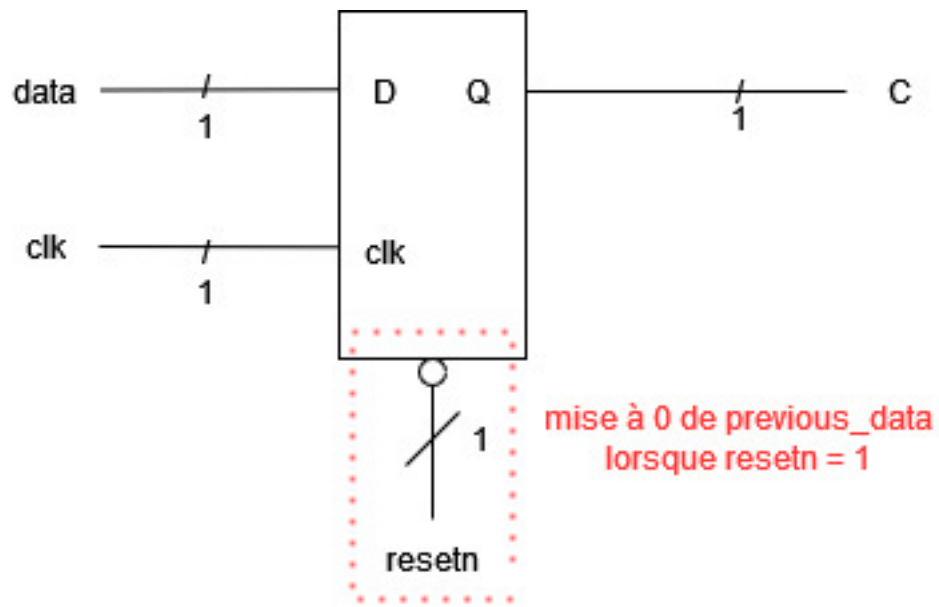 data
1
D
Q
1
C
clk
1
clk
1
resetn
mise à 0 de previous_data
lorsque resetn = 1